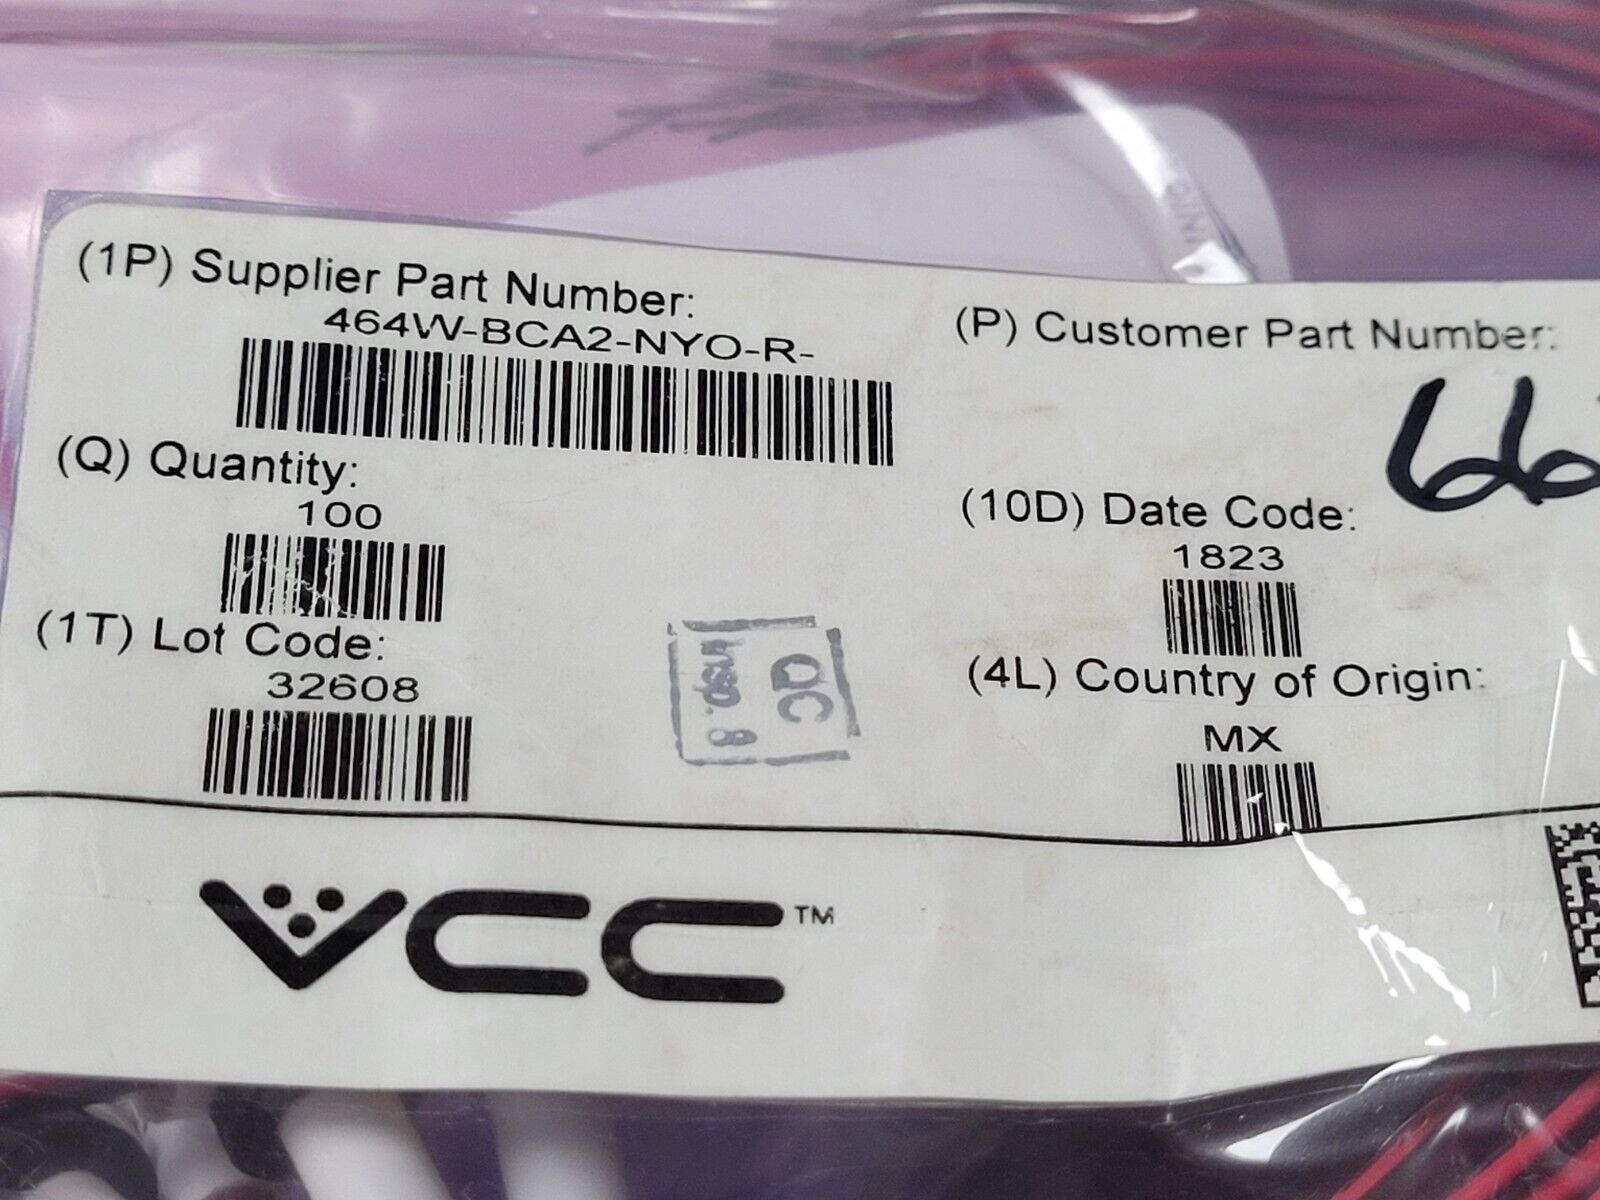 (1P) Supplier Part Number:
464W-BCA2-NYO-R-
(P) Customer Part Number:
66
(Q) Quantity:
100
(10D) Date Code:
1823
(1T) Lot Code:
32608
QC
8
(4L) Country of Origin:
MX
VCC™